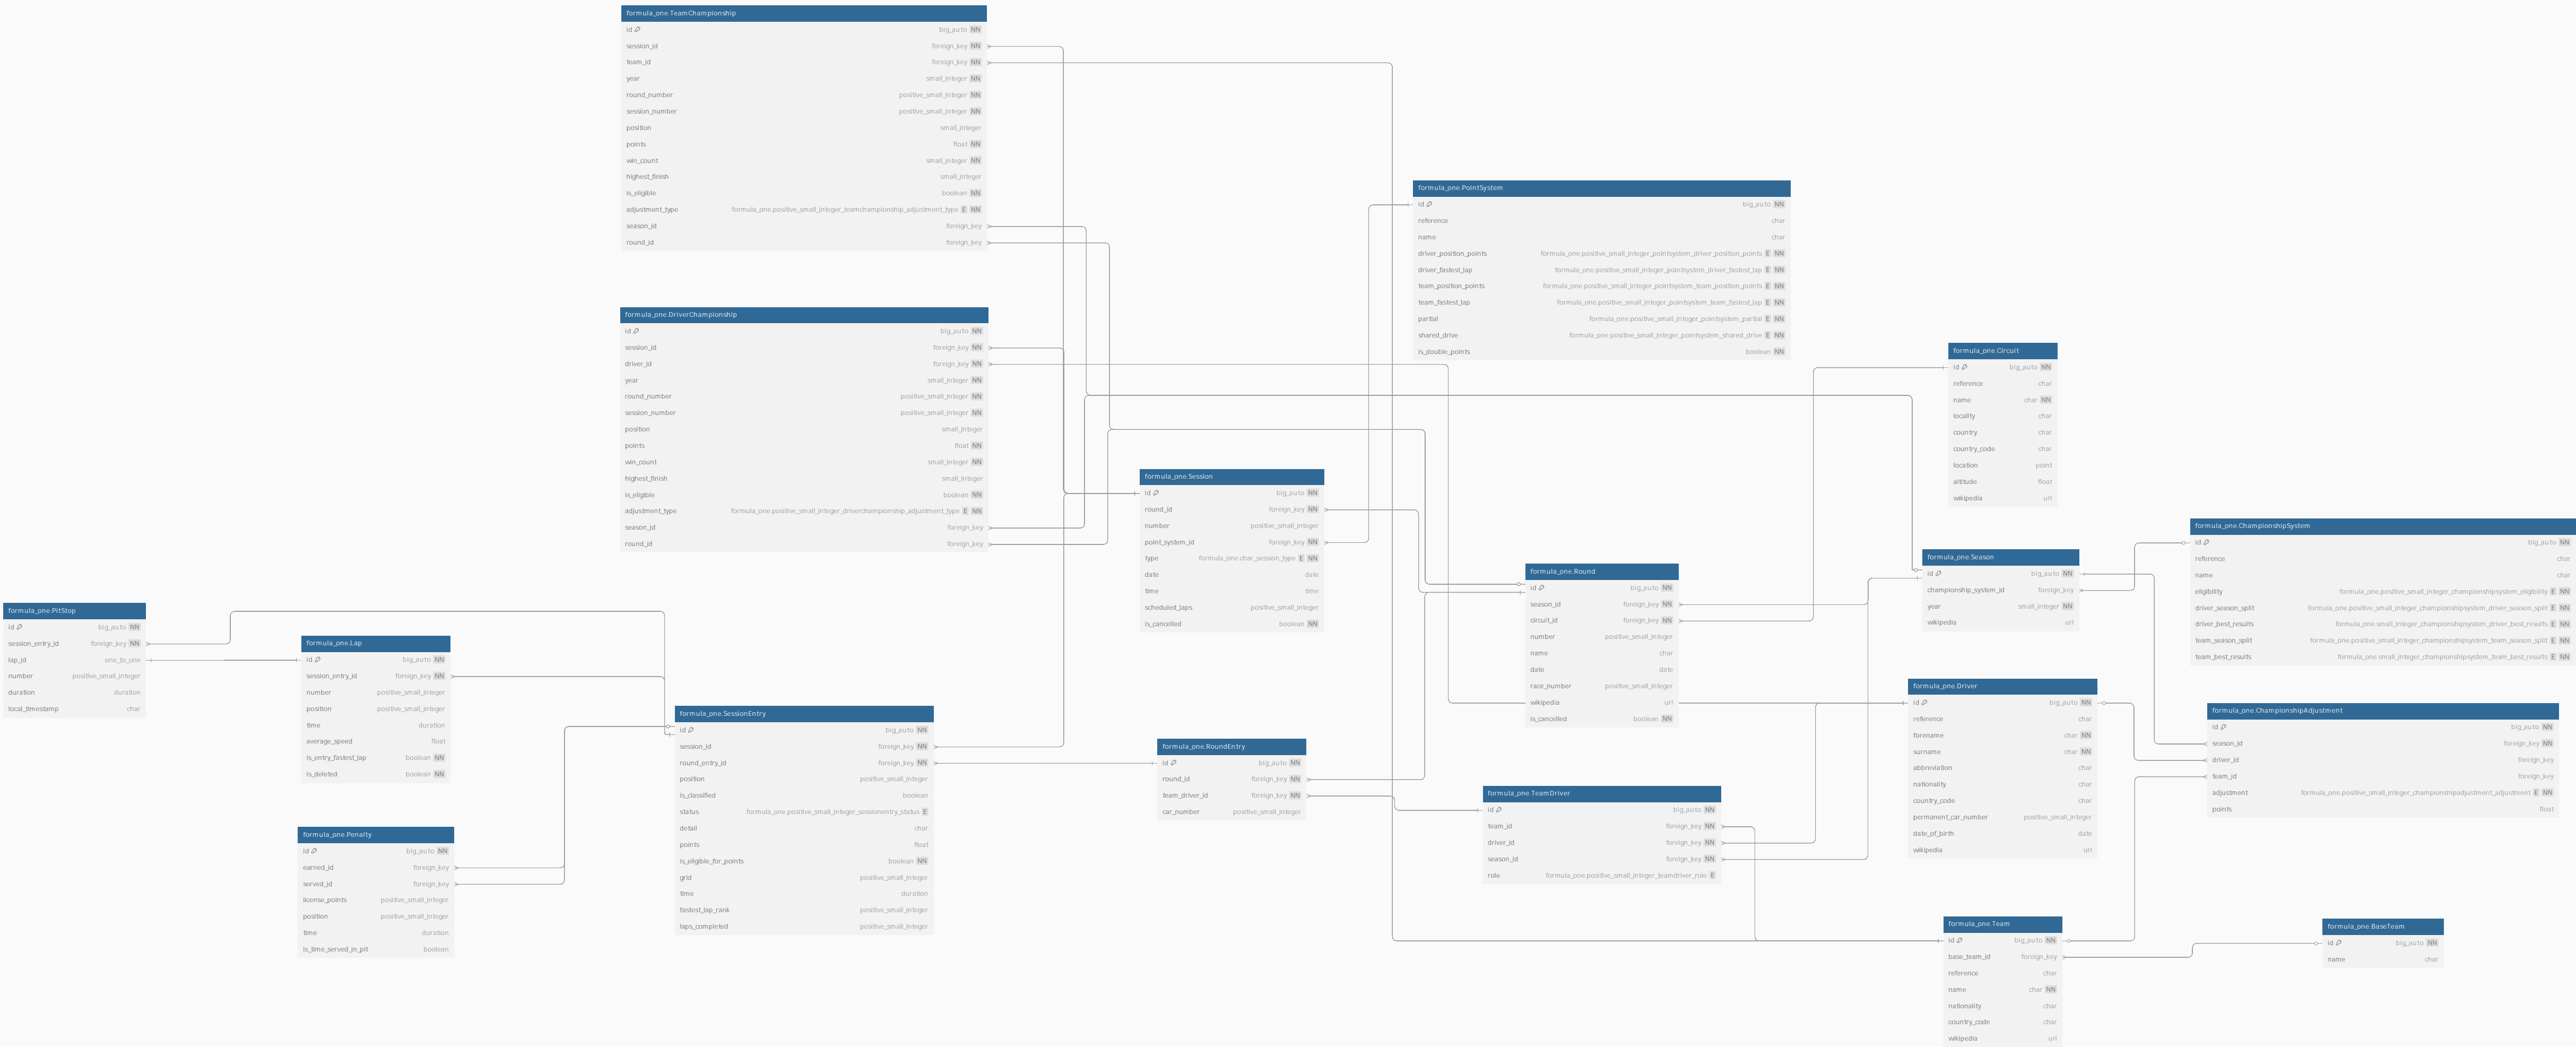 formula_one.TeamChampionship
id big_auto NN
session_id foreign_key NN
team_id foreign_key NN
year small_integer NN
round_number positive_small_integer NN
session_number positive_small_integer NN
position small_integer
points float NN
win_count small_integer NN
highest_finish small_integer
is_eligible boolean NN
adjustment_type formula_one.positive_small_integer_teamchampionship_adjustment_type E NN
season_id foreign_key
round_id foreign_key
formula_one.PointSystem
id big_auto NN
reference char
name char
driver_position_points formula_one.positive_small_integer_pointsystem_driver_position_points E NN
driver_fastest_lap formula_one.positive_small_integer_pointsystem_driver_fastest_lap E NN
team_position_points formula_one.positive_small_integer_pointsystem_team_position_points E NN
team_fastest_lap formula_one.positive_small_integer_pointsystem_team_fastest_lap E NN
partial formula_one.positive_small_integer_pointsystem_partial E NN
shared_drive formula_one.positive_small_integer_pointsystem_shared_drive E NN
is_double_points boolean NN
formula_one.DriverChampionship
id big_auto NN
session_id foreign_key NN
driver_id foreign_key NN
year small_integer NN
round_number positive_small_integer NN
session_number positive_small_integer NN
position small_integer
points float NN
win_count small_integer NN
highest_finish small_integer
is_eligible boolean NN
adjustment_type formula_one.positive_small_integer_driverchampionship_adjustment_type E NN
season_id foreign_key
round_id foreign_key
formula_one.Circuit
id big_auto NN
reference char
name char NN
locality char
country char
country_code char
location point
altitude float
wikipedia url
formula_one.Session
id big_auto NN
round_id foreign_key NN
number positive_small_integer
point_system_id foreign_key NN
type formula_one.char_session_type E NN
date date
time time
scheduled_laps positive_small_integer
is_cancelled boolean NN
formula_one.ChampionshipSystem
id big_auto NN
reference char
name char
eligibility formula_one.positive_small_integer_championshipsystem_eligibility E NN
driver_season_split formula_one.positive_small_integer_championshipsystem_driver_season_split E NN
driver_best_results formula_one.small_integer_championshipsystem_driver_best_results E NN
team_season_split formula_one.positive_small_integer_championshipsystem_team_season_split E NN
team_best_results formula_one.small_integer_championshipsystem_team_best_results E NN
formula_one.Season
id big_auto NN
championship_system_id foreign_key
year small_integer NN
wikipedia url
formula_one.Round
id big_auto NN
season_id foreign_key NN
circuit_id foreign_key NN
number positive_small_integer
name char
date date
race_number positive_small_integer
wikipedia url
is_cancelled boolean NN
formula_one.PitStop
id big_auto NN
session_entry_id foreign_key NN
lap_id one_to_one
number positive_small_integer
duration duration
local_timestamp char
formula_one.Lap
id big_auto NN
session_entry_id foreign_key NN
number positive_small_integer
position positive_small_integer
time duration
average_speed float
is_entry_fastest_lap boolean NN
is_deleted boolean NN
formula_one.Driver
id big_auto NN
reference char
forename char NN
surname char NN
abbreviation char
nationality char
country_code char
permanent_car_number positive_small_integer
date_of_birth date
wikipedia url
formula_one.ChampionshipAdjustment
id big_auto NN
season_id foreign_key NN
driver_id foreign_key
team_id foreign_key
adjustment formula_one.positive_small_integer_championshipadjustment_adjustment E NN
points float
formula_one.SessionEntry
id big_auto NN
session_id foreign_key NN
round_entry_id foreign_key NN
position positive_small_integer
is_classified boolean
status formula_one.positive_small_integer_sessionentry_status E
detail char
points float
is_eligible_for_points boolean NN
grid positive_small_integer
time duration
fastest_lap_rank positive_small_integer
laps_completed positive_small_integer
formula_one.RoundEntry
id big_auto NN
round_id foreign_key NN
team_driver_id foreign_key NN
car_number positive_small_integer
formula_one.TeamDriver
id big_auto NN
team_id foreign_key NN
driver_id foreign_key NN
season_id foreign_key NN
role formula_one.positive_small_integer_teamdriver_role E
formula_one.Penalty
id big_auto NN
earned_id foreign_key
served_id foreign_key
license_points positive_small_integer
position positive_small_integer
time duration
is_time_served_in_pit boolean
formula_one.Team
id big_auto NN
base_team_id foreign_key
reference char
name char NN
nationality char
country_code char
wikipedia url
formula_one.BaseTeam
id big_auto NN
name char